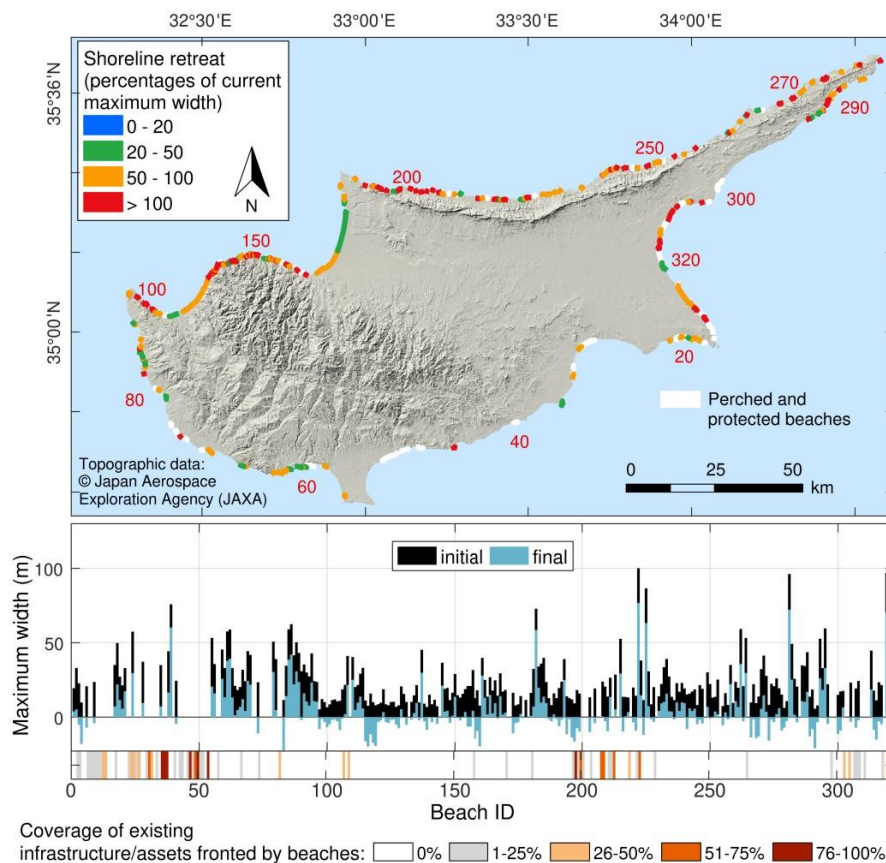 32°30'E 33°00'E 33°30'E 34°00'E
35°36'N
35°00'N
Shoreline retreat
(percentages of current
maximum width)
0 - 20
20 - 50
50 - 100
> 100
N
270
290
250
200
300
150
320
100
20
80
40
60
Perched and
protected beaches
Topographic data:
© Japan Aerospace
Exploration Agency (JAXA)
0 25 50
km
initial final
Maximum width (m)
100
50
0
0 50 100 150 200 250 300
Beach ID
Coverage of existing
infrastructure/assets fronted by beaches: 0% 1-25% 26-50% 51-75% 76-100%